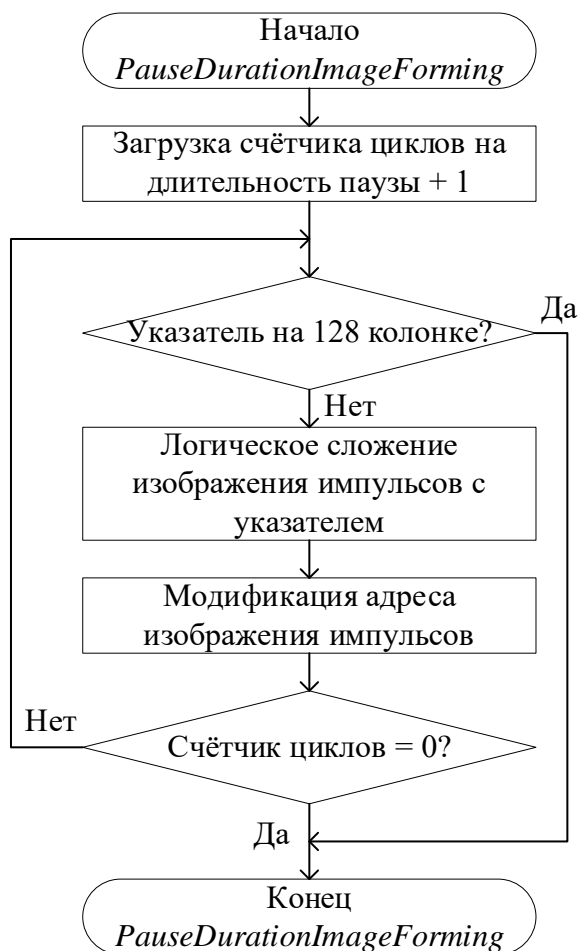 Начало
PauseDurationImageForming
Загрузка счётчика циклов на
длительность паузы + 1
Указатель на 128 колонке?
Да
Нет
Логическое сложение
изображения импульсов с
указателем
Модификация адреса
изображения импульсов
Нет
Счётчик циклов = 0?
Да
Конец
PauseDurationImageForming